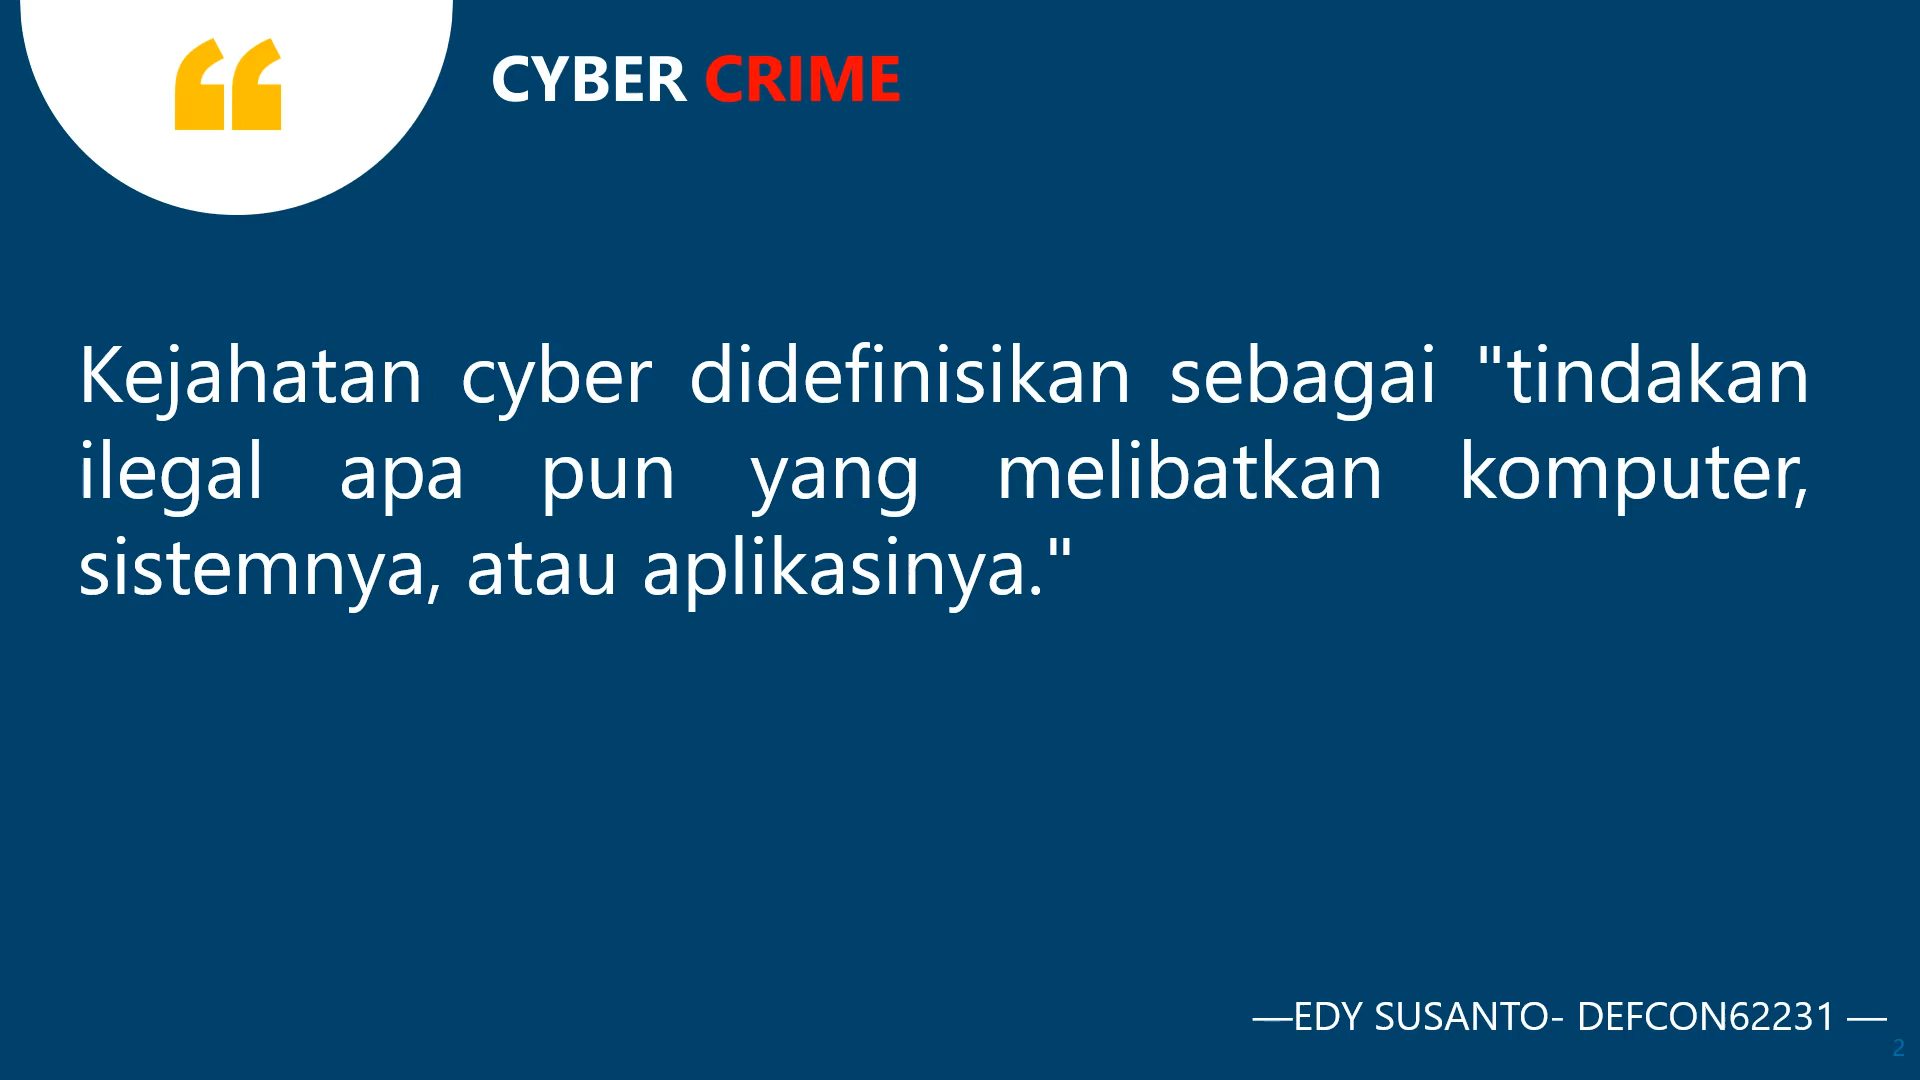 “
CYBER CRIME
Kejahatan cyber didefinisikan sebagai "tindakan
ilegal apa pun yang melibatkan komputer,
sistemnya, atau aplikasinya."
—EDY SUSANTO- DEFCON62231 —
2